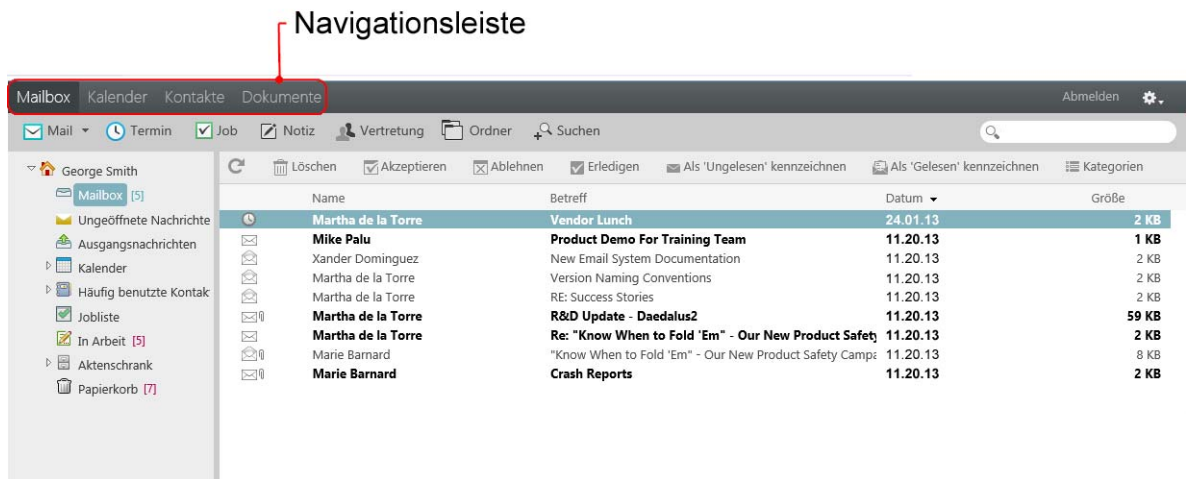 Navigationsleiste
Mailbox Kalender Kontakte Dokumente Abmelden
Mail Termin Job Notiz Vertretung Ordner Suchen
George Smith
Mailbox [5]
Ungeöffnete Nachrichte
Ausgangsnachrichten
Kalender
Häufig benutzte Kontak
Jobliste
In Arbeit [5]
Aktenschrank
Papierkorb [7]
Löschen Akzeptieren Ablehnen Erledigen Als 'Ungelesen' kennzeichnen Als 'Gelesen' kennzeichnen Kategorien
Name Betreff Datum Größe
Martha de la Torre Vendor Lunch 24.01.13 2 KB
Mike Palu Product Demo For Training Team 11.20.13 1 KB
Xander Dominguez New Email System Documentation 11.20.13 2 KB
Martha de la Torre Version Naming Conventions 11.20.13 2 KB
Martha de la Torre RE: Success Stories 11.20.13 2 KB
Martha de la Torre R&D Update - Daedalus2 11.20.13 59 KB
Martha de la Torre Re: "Know When to Fold 'Em" - Our New Product Safety 11.20.13 2 KB
Marie Barnard "Know When to Fold 'Em" - Our New Product Safety Campa 11.20.13 8 KB
Marie Barnard Crash Reports 11.20.13 2 KB